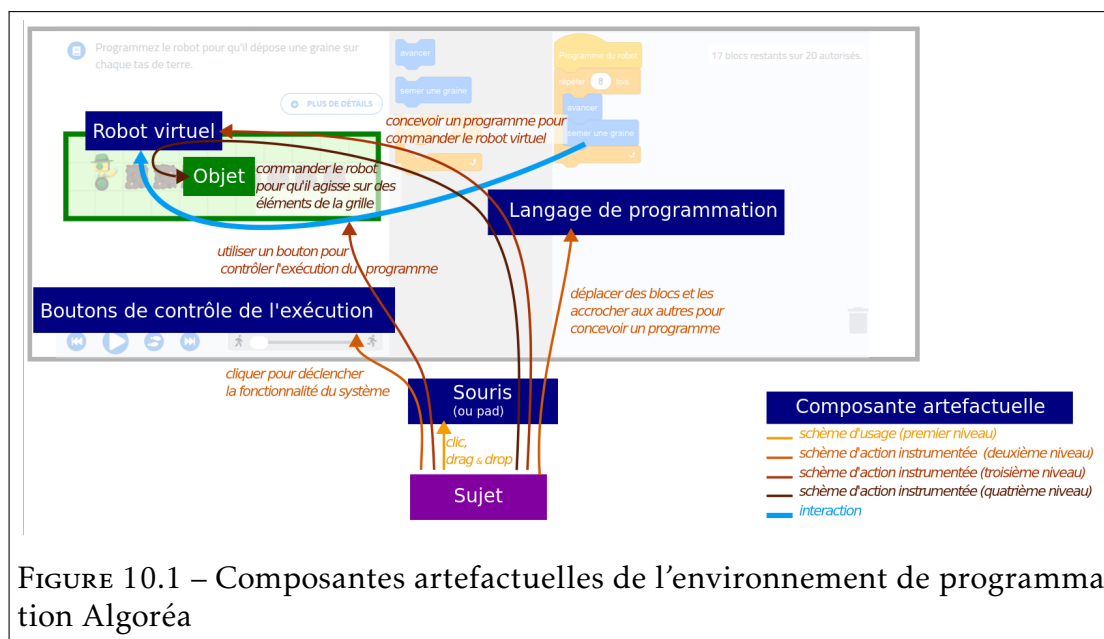 Programmez le robot pour qu'il dépose une graine sur
chaque tas de terre.
PLUS DE DÉTAILS
avancer
semer une graine
Programme du robot
répéter 8 fois
avancer
semer une graine
17 blocs restants sur 20 autorisés.
Robot virtuel
concevoir un programme pour
commander le robot virtuel
Objet
commander le robot
pour qu'il agisse sur des
éléments de la grille
Langage de programmation
utiliser un bouton pour
contrôler l'exécution du programme
Boutons de contrôle de l'exécution
déplacer des blocs et les
accrocher aux autres pour
concevoir un programme
cliquer pour déclencher
la fonctionnalité du système
Souris
(ou pad)
clic,
drag & drop
Sujet
Composante artefactuelle
schème d'usage (premier niveau)
schème d'action instrumentée (deuxième niveau)
schème d'action instrumentée (troisième niveau)
schème d'action instrumentée (quatrième niveau)
interaction
FIGURE 10.1 – Composantes artefactuelles de l'environnement de programma
tion Algoréa